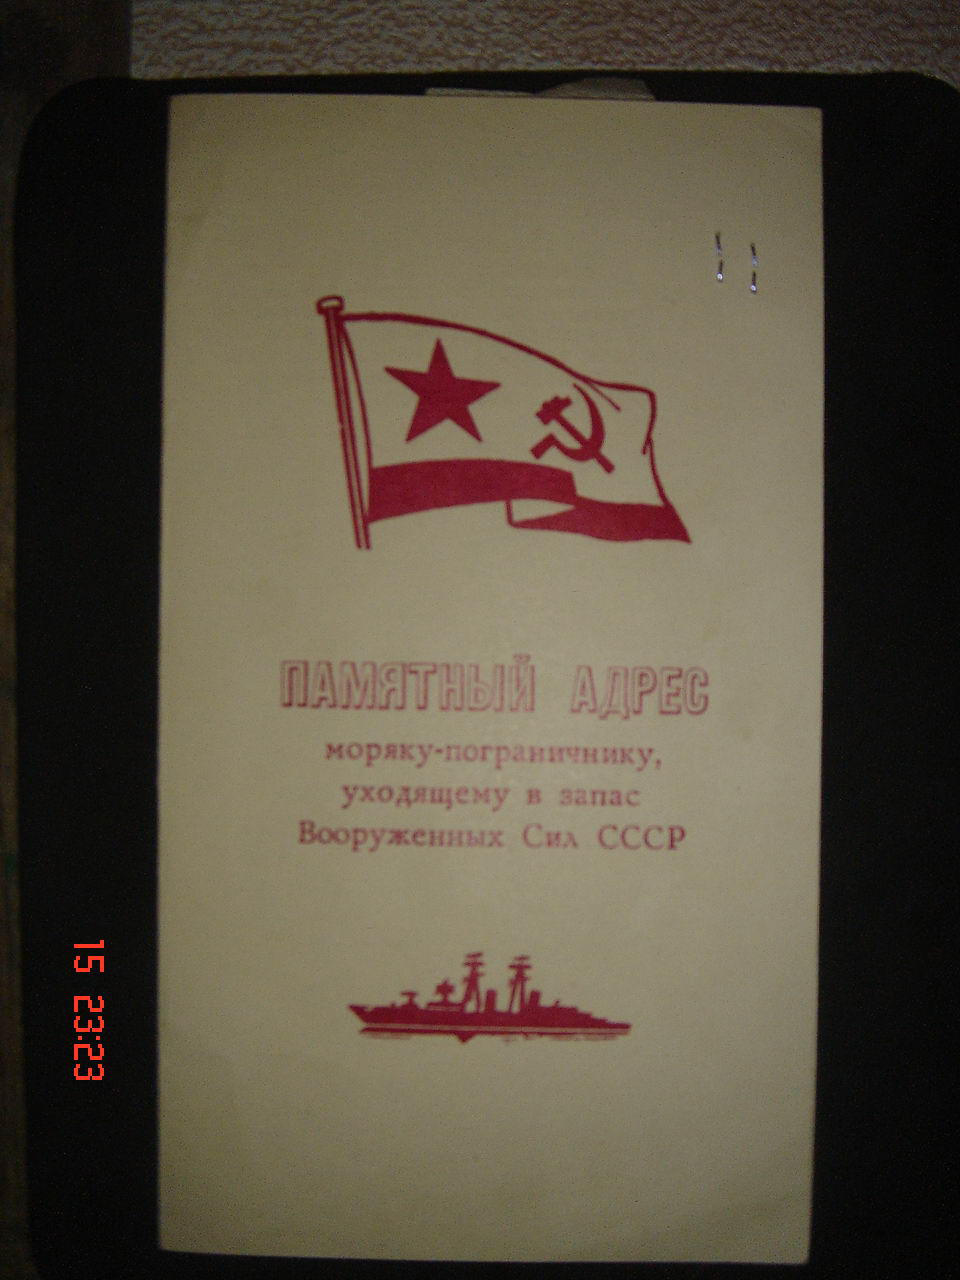 ПАМЯТНЫЙ АДРЕС
моряку-пограничнику,
уходящему в запас
Вооруженных Сил СССР
15 23:23